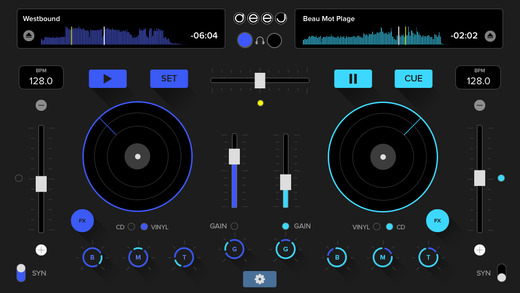 Westbound
-06:04
deej
Beau Mot Plage
-02:02
BPM
128.0
SET
CUE
BPM
128.0
FX
CD
VINYL
GAIN
GAIN
VINYL
CD
FX
B
M
T
G
G
B
M
T
SYN
SYN